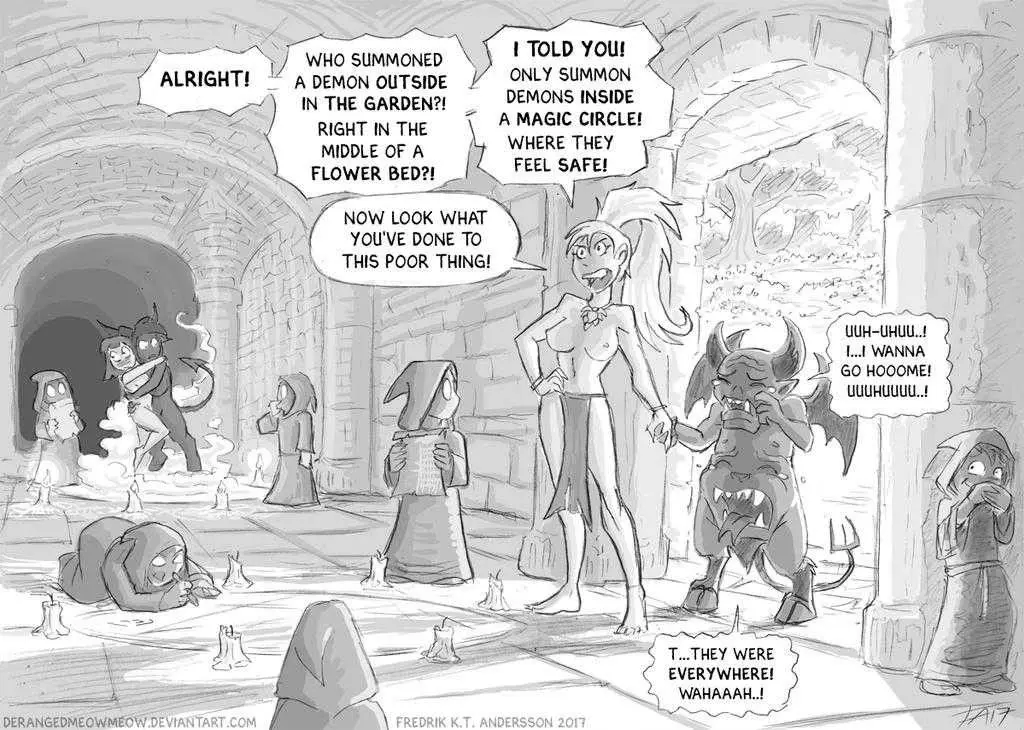 ALRIGHT!
WHO SUMMONED
A DEMON OUTSIDE
IN THE GARDEN?!
RIGHT IN THE
MIDDLE OF A
FLOWER BED?!
I TOLD YOU!
ONLY SUMMON
DEMONS INSIDE
A MAGIC CIRCLE!
WHERE THEY
FEEL SAFE!
NOW LOOK WHAT
YOU'VE DONE TO
THIS POOR THING!
UUH-UHUU..!
I...I WANNA
GO HOOOME!
UUUHUUUU..!
T...THEY WERE
EVERYWHERE!
WAHAAAH..!
DERANGEDMEOWMEOW.DEVIANTART.COM
FREDRIK K.T. ANDERSSON 2017